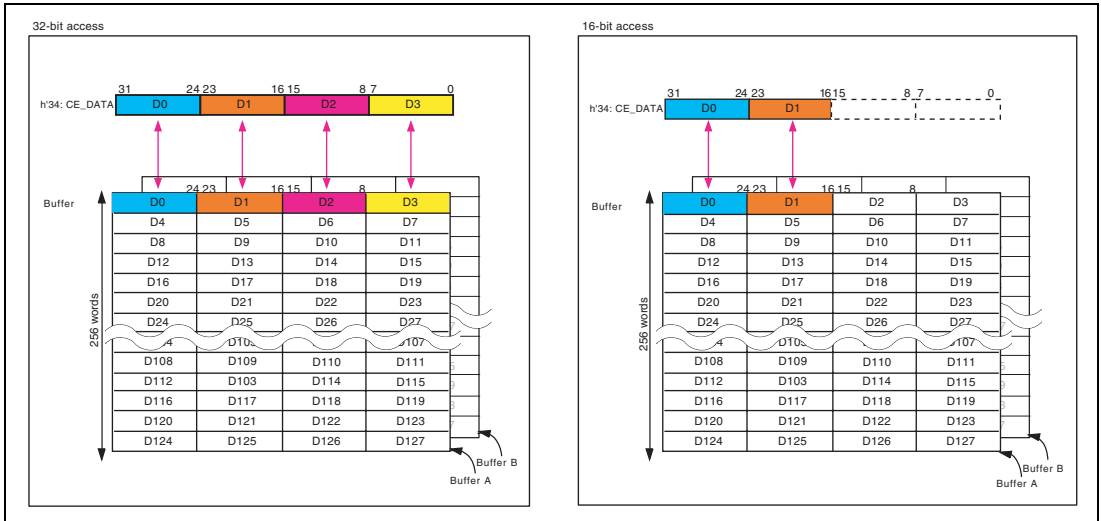 32-bit access
31 24 23 16 15 8 7 0
h'34: CE_DATA D0 D1 D2 D3
24 23 16 15 8
Buffer D0 D1 D2 D3
D4 D5 D6 D7
D8 D9 D10 D11
D12 D13 D14 D15
D16 D17 D18 D19
D20 D21 D22 D23
D24 D25 D26 D27
256 words
D107
D108 D109 D110 D111
D112 D103 D114 D115
D116 D117 D118 D119
D120 D121 D122 D123
D124 D125 D126 D127
Buffer B
Buffer A
16-bit access
31 24 23 16 15 8 7 0
h'34: CE_DATA D0 D1
24 23 16 15 8
Buffer D0 D1 D2 D3
D4 D5 D6 D7
D8 D9 D10 D11
D12 D13 D14 D15
D16 D17 D18 D19
D20 D21 D22 D23
D24 D25 D26 D27
256 words
D107
D108 D109 D110 D111
D112 D103 D114 D115
D116 D117 D118 D119
D120 D121 D122 D123
D124 D125 D126 D127
Buffer B
Buffer A